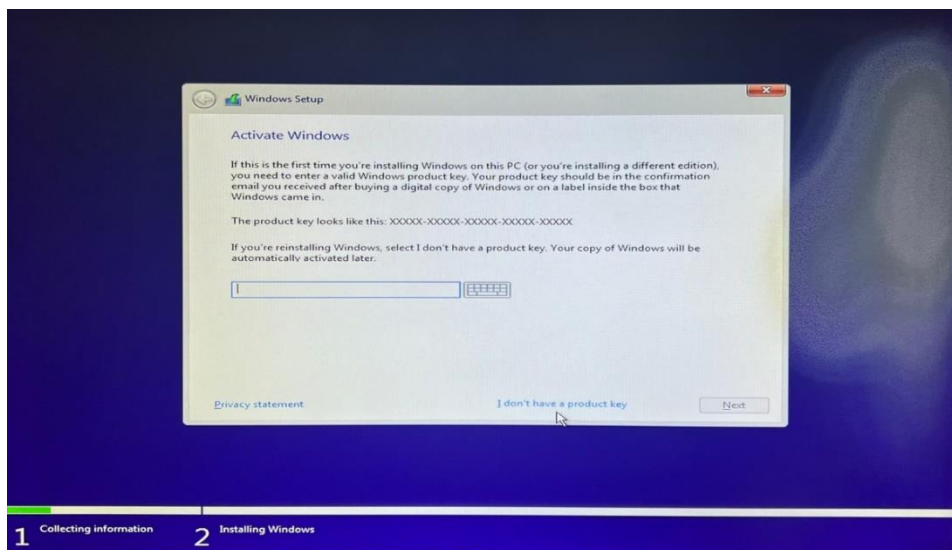 Windows Setup
Activate Windows
If this is the first time you're installing Windows on this PC (or you're installing a different edition),
you need to enter a valid Windows product key. Your product key should be in the confirmation
email you received after buying a digital copy of Windows or on a label inside the box that
Windows came in.
The product key looks like this: XXXXX-XXXXX-XXXXX-XXXXX-XXXXX
If you're reinstalling Windows, select I don't have a product key. Your copy of Windows will be
automatically activated later.
Privacy statement
I don't have a product key
Next
1 Collecting information
2 Installing Windows